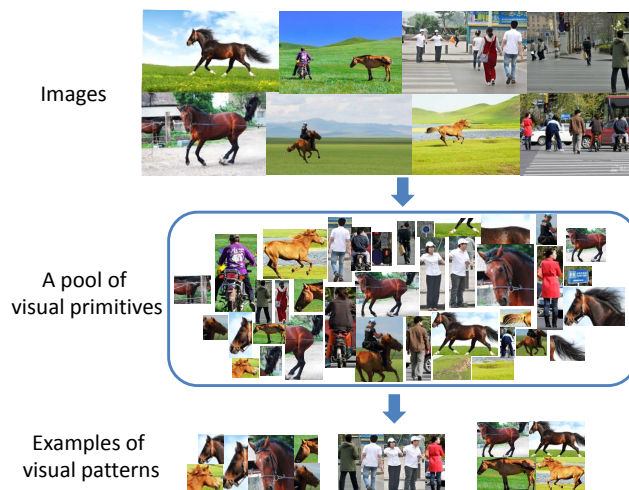 Images
A pool of
visual primitives
Examples of
visual patterns